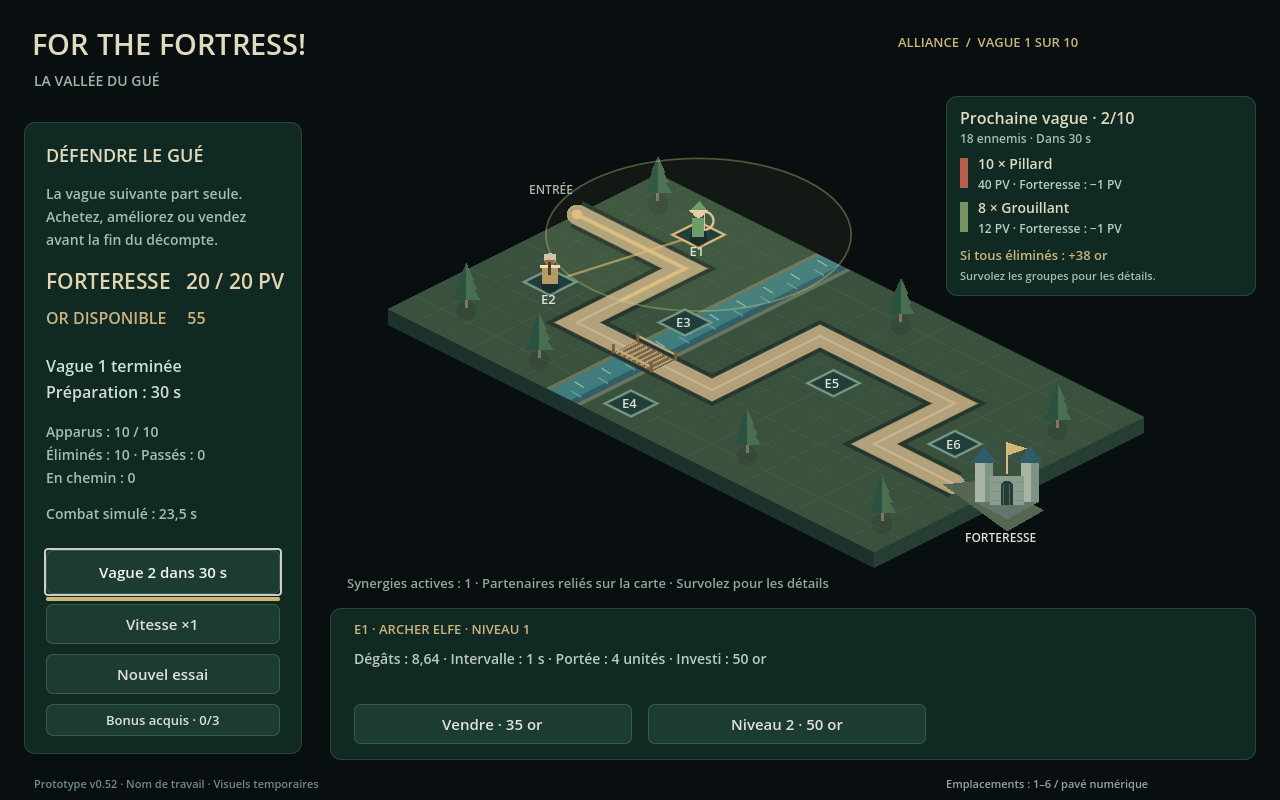 FOR THE FORTRESS!
LA VALLÉE DU GUÉ
ALLIANCE / VAGUE 1 SUR 10
DÉFENDRE LE GUÉ
La vague suivante part seule.
Achetez, améliorez ou vendez
avant la fin du décompte.
FORTERESSE 20 / 20 PV
OR DISPONIBLE 55
Vague 1 terminée
Préparation : 30 s
Apparus : 10 / 10
Éliminés : 10 · Passés : 0
En chemin : 0
Combat simulé : 23,5 s
Vague 2 dans 30 s
Vitesse ×1
Nouvel essai
Bonus acquis · 0/3
Prochaine vague · 2/10
18 ennemis · Dans 30 s
10 × Pillard
40 PV · Forteresse : −1 PV
8 × Grouillant
12 PV · Forteresse : −1 PV
Si tous éliminés : +38 or
Survolez les groupes pour les détails.
ENTRÉE
E1
E2
E3
E4
E5
E6
FORTERESSE
Synergies actives : 1 · Partenaires reliés sur la carte · Survolez pour les détails
E1 · ARCHER ELFE · NIVEAU 1
Dégâts : 8,64 · Intervalle : 1 s · Portée : 4 unités · Investi : 50 or
Vendre · 35 or
Niveau 2 · 50 or
Prototype v0.52 · Nom de travail · Visuels temporaires
Emplacements : 1–6 / pavé numérique